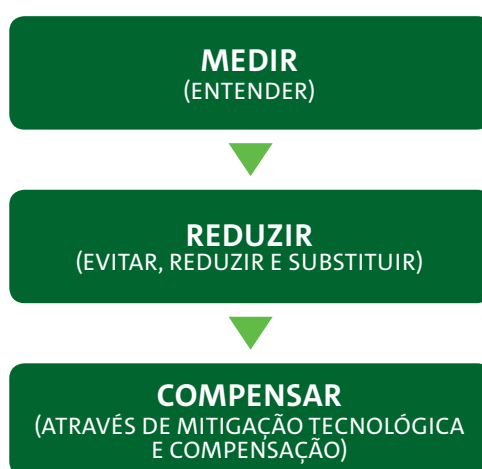 MEDIR
(ENTENDER)
REDUZIR
(EVITAR, REDUZIR E SUBSTITUIR)
COMPENSAR
(ATRAVÉS DE MITIGAÇÃO TECNOLÓGICA
E COMPENSAÇÃO)